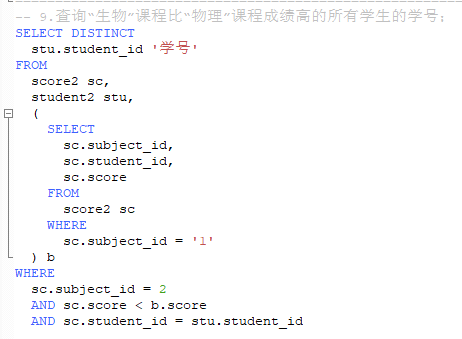 -- 9.查询“生物”课程比“物理”课程成绩高的所有学生的学号;
SELECT DISTINCT
stu.student_id '学号'
FROM
score2 sc,
student2 stu,
(
SELECT
sc.subject_id,
sc.student_id,
sc.score
FROM
score2 sc
WHERE
sc.subject_id = '1'
) b
WHERE
sc.subject_id = 2
AND sc.score < b.score
AND sc.student_id = stu.student_id